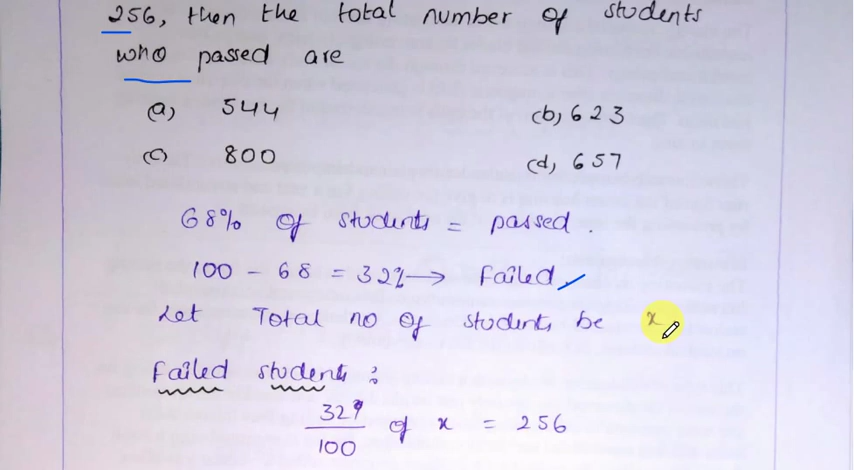 256, then the total number of students
who passed are
(a) 544 (b) 623
(c) 800 (d) 657
68% of students = passed.
100 - 68 = 32% → failed ✓
Let Total no of students be x
Failed students :
32%/100 of x = 256